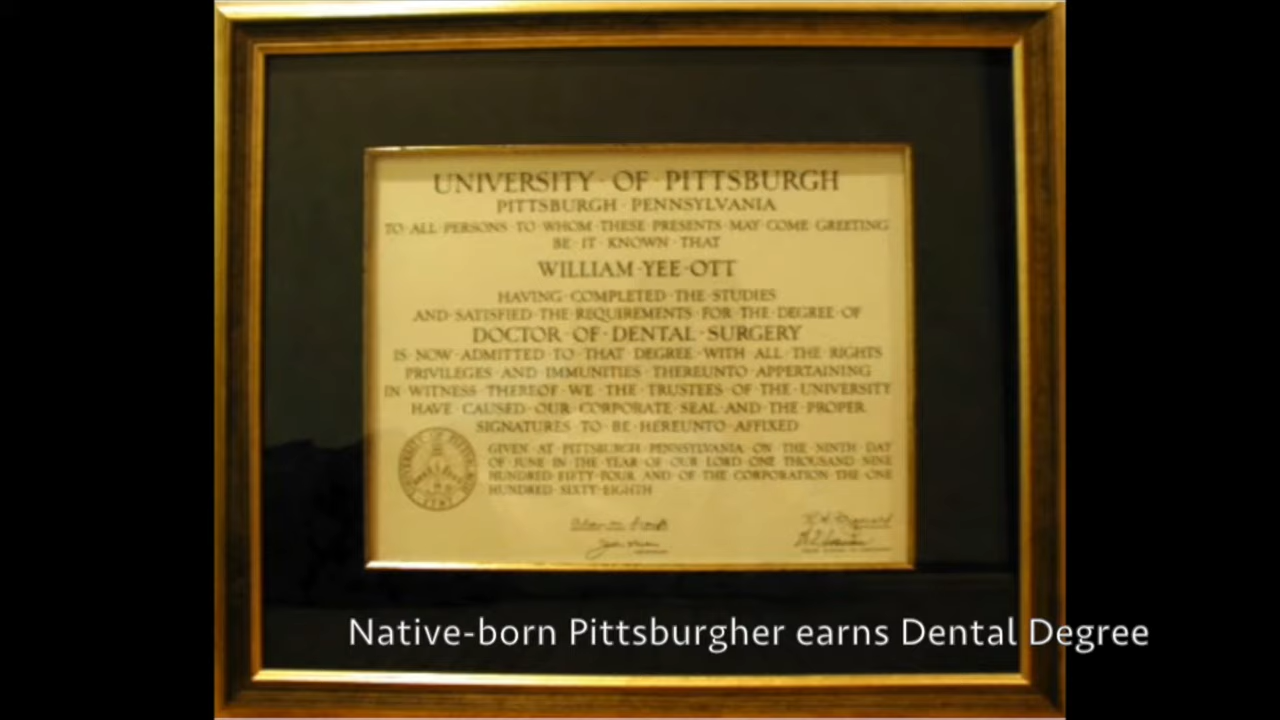 UNIVERSITY · OF · PITTSBURGH
PITTSBURGH · PENNSYLVANIA
TO · ALL · PERSONS · TO · WHOM · THESE · PRESENTS · MAY · COME · GREETING
BE · IT · KNOWN · THAT
WILLIAM · YEE · OTT
HAVING · COMPLETED · THE · STUDIES
AND · SATISFIED · THE · REQUIREMENTS · FOR · THE · DEGREE · OF
DOCTOR · OF · DENTAL · SURGERY
IS · NOW · ADMITTED · TO · THAT · DEGREE · WITH · ALL · THE · RIGHTS
PRIVILEGES · AND · IMMUNITIES · THEREUNTO · APPERTAINING
IN · WITNESS · THEREOF · WE · THE · TRUSTEES · OF · THE · UNIVERSITY
HAVE · CAUSED · OUR · CORPORATE · SEAL · AND · THE · PROPER
SIGNATURES · TO · BE · HEREUNTO · AFFIXED
GIVEN · AT · PITTSBURGH · PENNSYLVANIA · ON · THE · NINTH · DAY
OF · JUNE · IN · THE · YEAR · OF · OUR · LORD · ONE · THOUSAND · NINE
HUNDRED · FIFTY · FOUR · AND · OF · THE · CORPORATION · THE · ONE
HUNDRED · SIXTY · EIGHTH
Native-born Pittsburgher earns Dental Degree